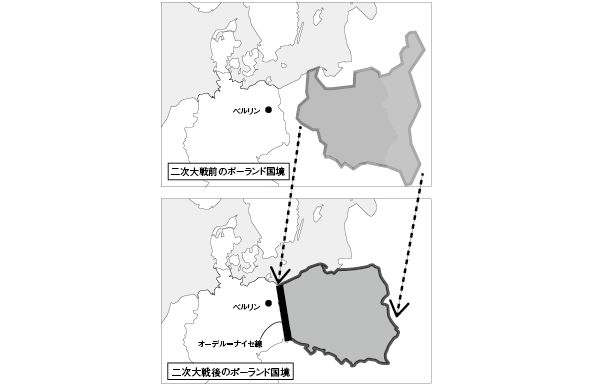 ベルリン
二次大戦前のポーランド国境
ベルリン
オーデルーナイセ線
二次大戦後のポーランド国境